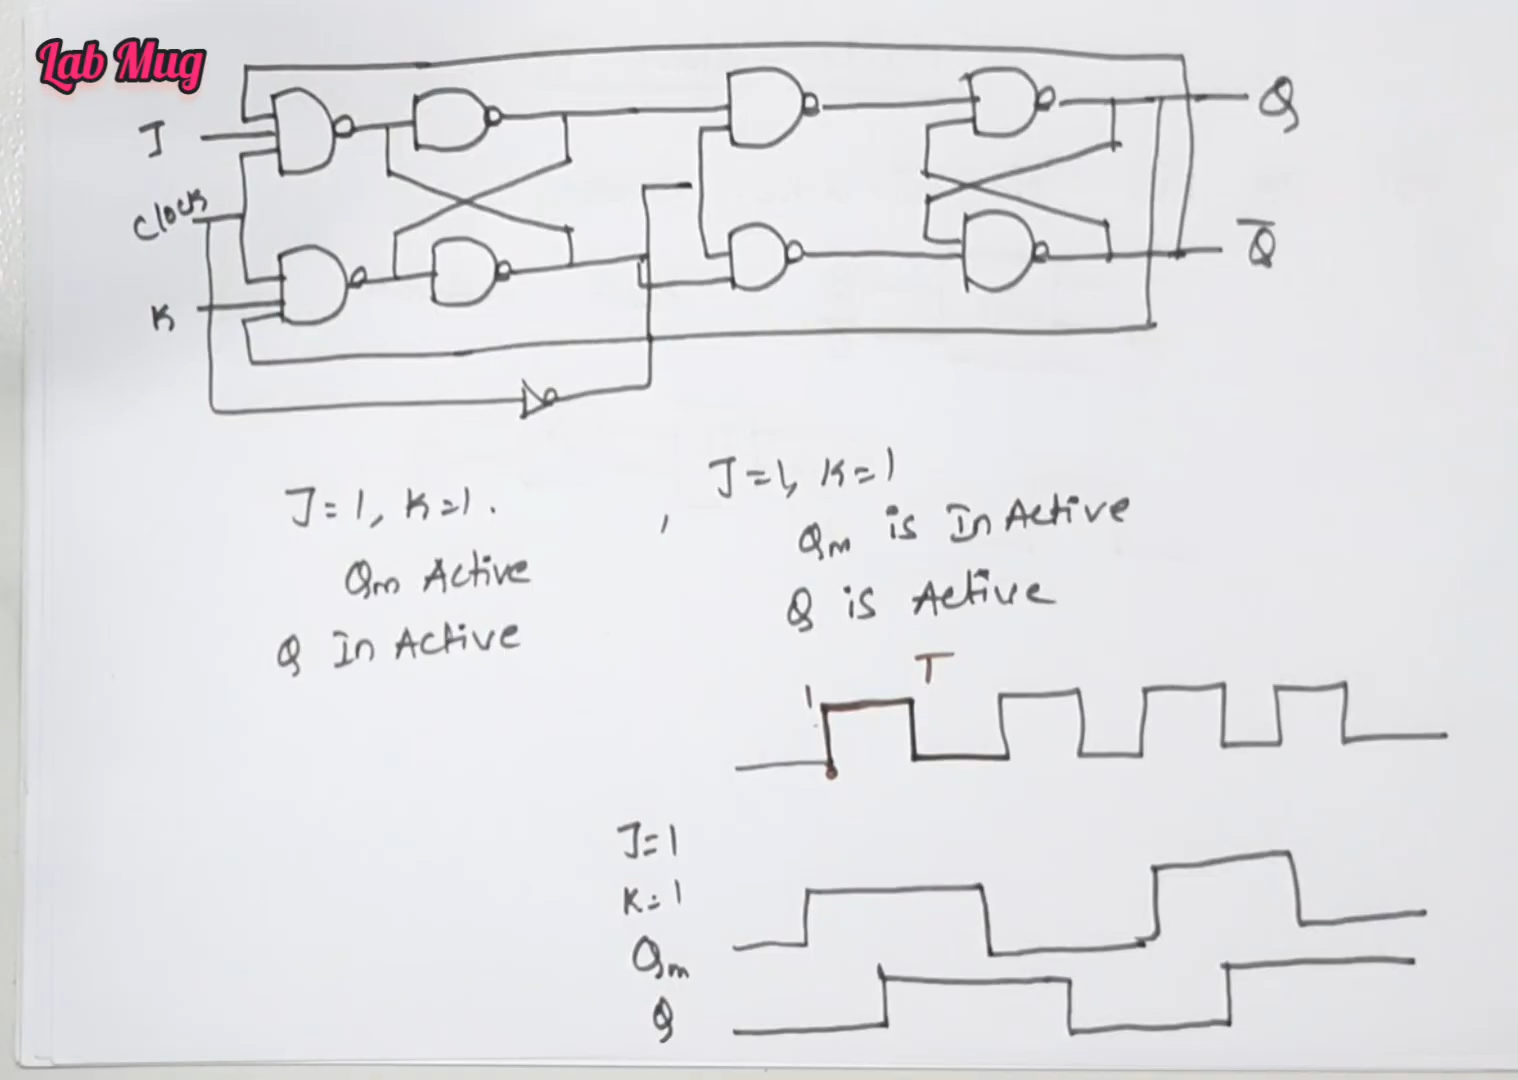 Lab Mug
J
Clock
K
Q
Q̅
J=1, K=1.
Qm Active
Q In Active
,
J=1, K=1
Qm is In Active
Q is Active
1
T
J=1
K=1
Qm
Q